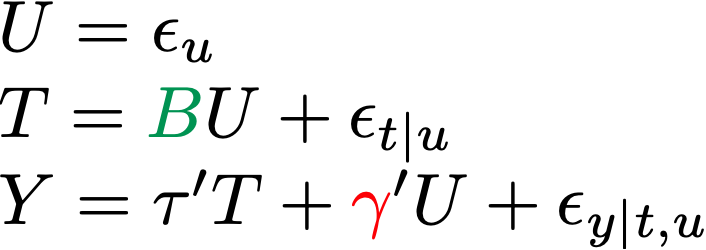 U = ϵ_u
T = BU + ϵ_{t|u}
Y = τ′T + γ′U + ϵ_{y|t,u}